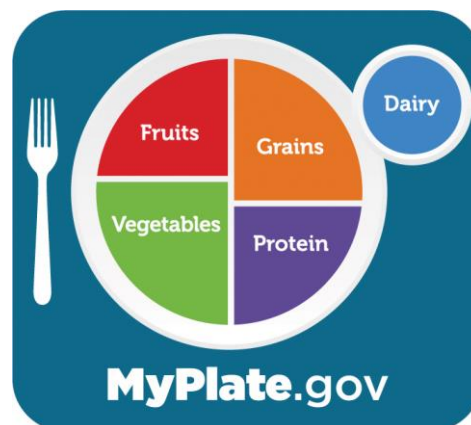 Fruits
Grains
Dairy
Vegetables
Protein
MyPlate.gov